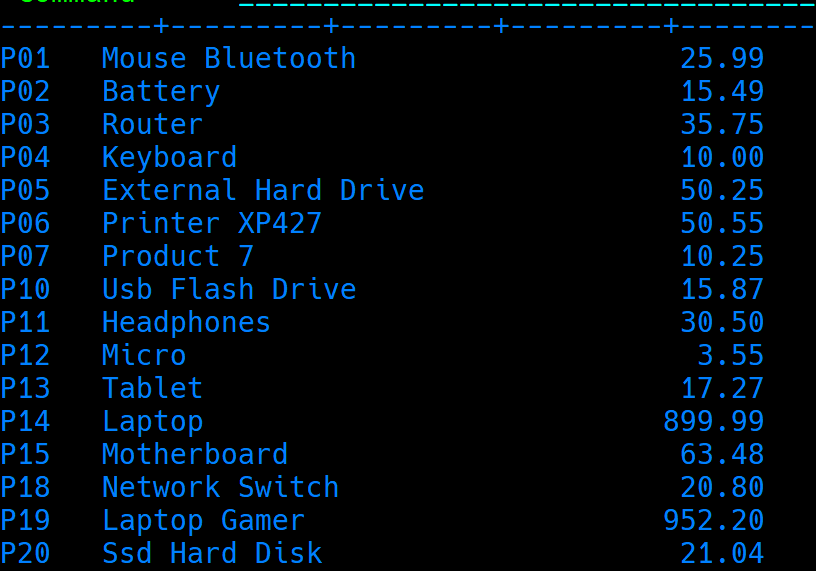 Command
---------+---------+---------+---------+--------
P01   Mouse Bluetooth                   25.99
P02   Battery                           15.49
P03   Router                            35.75
P04   Keyboard                          10.00
P05   External Hard Drive               50.25
P06   Printer XP427                     50.55
P07   Product 7                         10.25
P10   Usb Flash Drive                   15.87
P11   Headphones                        30.50
P12   Micro                              3.55
P13   Tablet                            17.27
P14   Laptop                           899.99
P15   Motherboard                       63.48
P18   Network Switch                    20.80
P19   Laptop Gamer                     952.20
P20   Ssd Hard Disk                     21.04